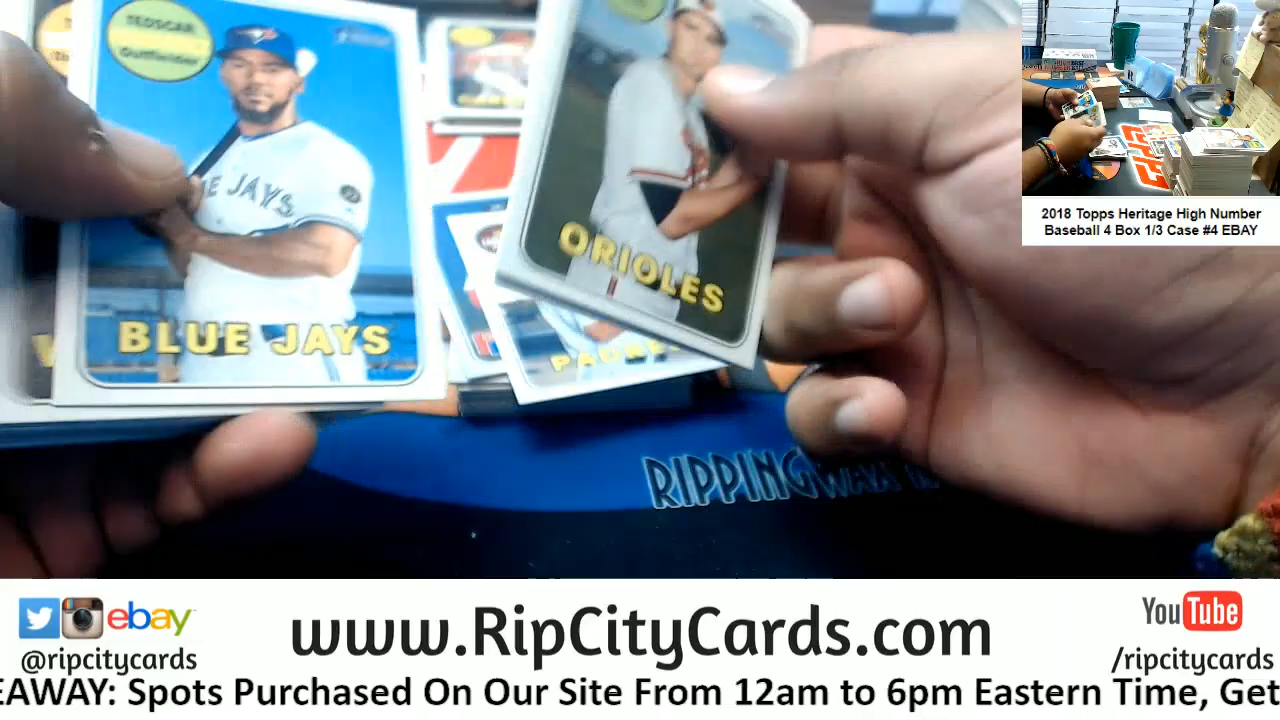 TEOSCAR
Outfielder
E JAYS
BLUE JAYS
ORIOLES
PADRES
RIPPING WAX
2018 Topps Heritage High Number
Baseball 4 Box 1/3 Case #4 EBAY
ebay
@ripcitycards
www.RipCityCards.com
YouTube
/ripcitycards
EAWAY: Spots Purchased On Our Site From 12am to 6pm Eastern Time, Get